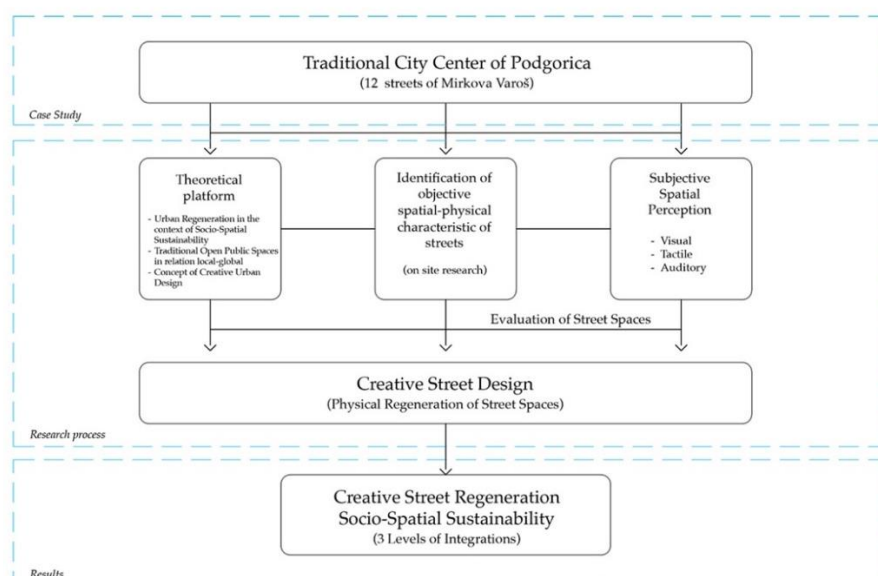 Traditional City Center of Podgorica
(12 streets of Mirkova Varoš)
Case Study
Theoretical
platform
- Urban Regeneration in the
context of Socio-Spatial
Sustainability
- Traditional Open Public Spaces
in relation local-global
- Concept of Creative Urban
Design
Identification of
objective
spatial-physical
characteristic of
streets
(on site research)
Subjective
Spatial
Perception
- Visual
- Tactile
- Auditory
Evaluation of Street Spaces
Creative Street Design
(Physical Regeneration of Street Spaces)
Research process
Creative Street Regeneration
Socio-Spatial Sustainability
(3 Levels of Integrations)
Results